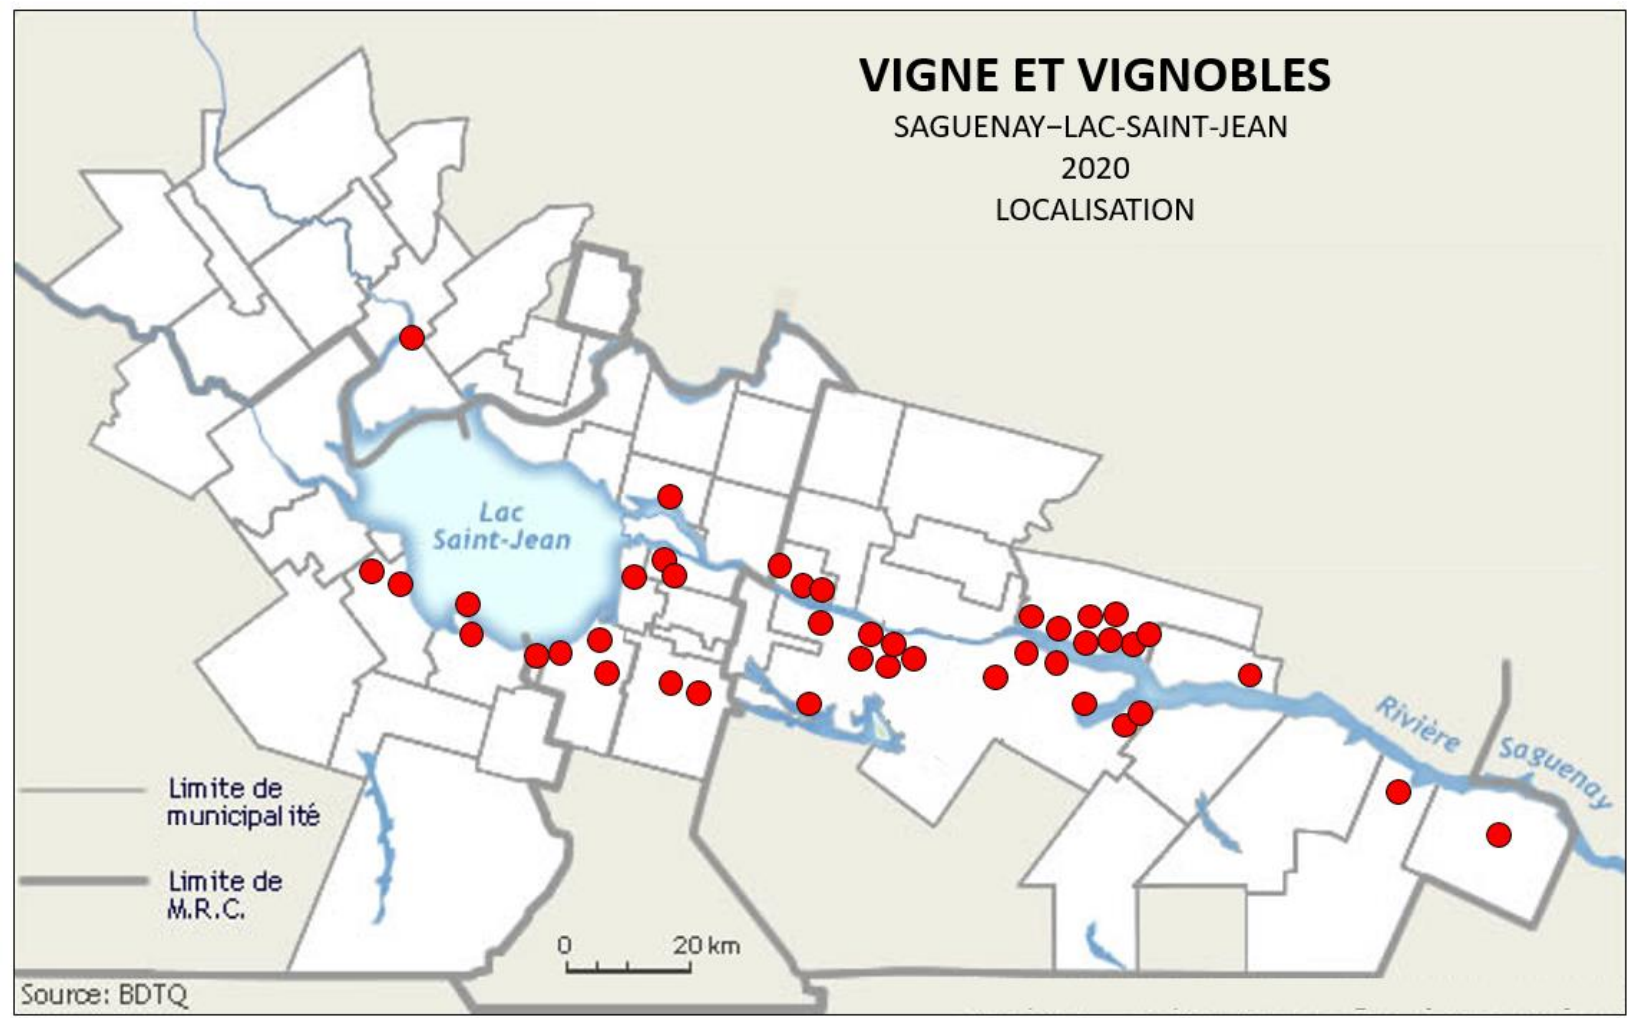 VIGNE ET VIGNOBLES
SAGUENAY–LAC-SAINT-JEAN
2020
LOCALISATION
Lac
Saint-Jean
Rivière
Saguenay
Limite de
municipalité
Limite de
M.R.C.
0 20 km
Source: BDTQ